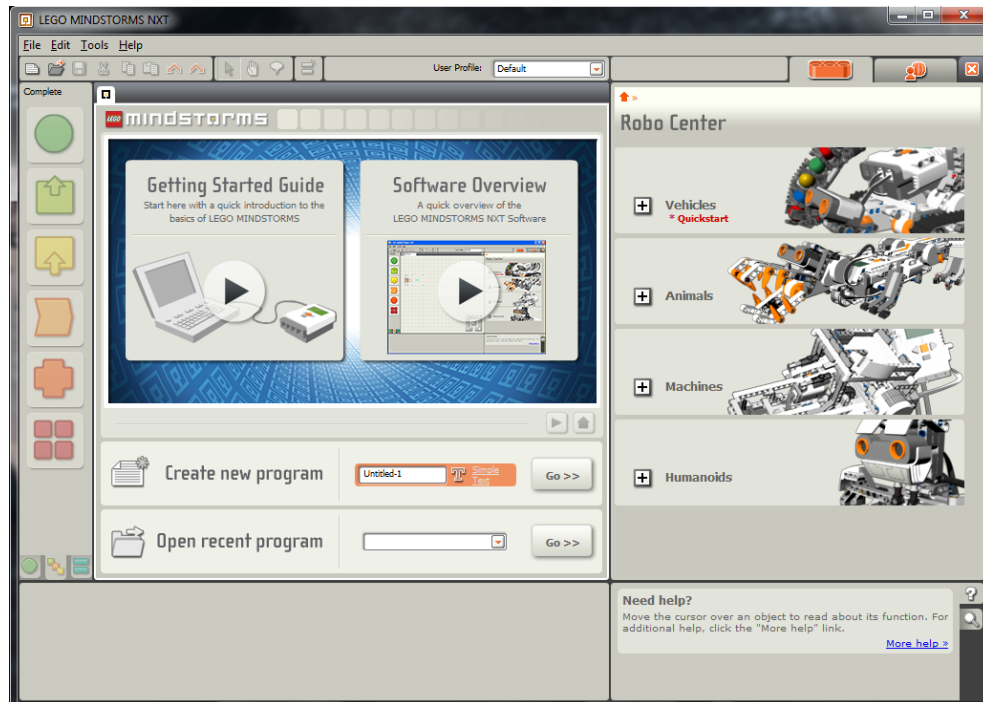 LEGO MINDSTORMS NXT
File Edit Tools Help
User Profile: Default
Complete
LEGO mindstorms
Getting Started Guide
Start here with a quick introduction to the
basics of LEGO MINDSTORMS
Software Overview
A quick overview of the
LEGO MINDSTORMS NXT Software
Create new program
Untitled-1
T Simple
Text
Go >>
Open recent program
Go >>
»
Robo Center
Vehicles
* Quickstart
Animals
Machines
Humanoids
Need help?
Move the cursor over an object to read about its function. For
additional help, click the "More help" link.
More help »
?